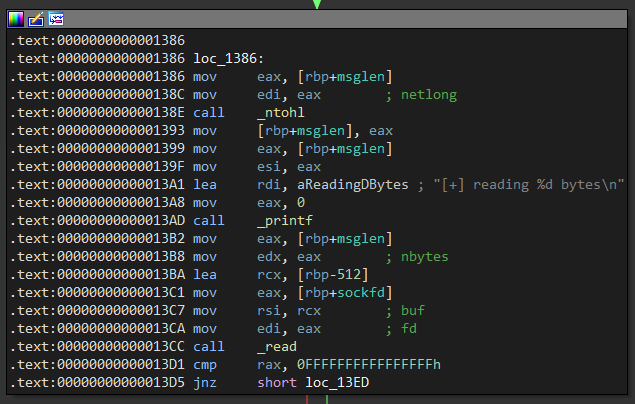 .text:0000000000001386
.text:0000000000001386 loc_1386:
.text:0000000000001386 mov     eax, [rbp+msglen]
.text:000000000000138C mov     edi, eax        ; netlong
.text:000000000000138E call    _ntohl
.text:0000000000001393 mov     [rbp+msglen], eax
.text:0000000000001399 mov     eax, [rbp+msglen]
.text:000000000000139F mov     esi, eax
.text:00000000000013A1 lea     rdi, aReadingDBytes ; "[+] reading %d bytes\n"
.text:00000000000013A8 mov     eax, 0
.text:00000000000013AD call    _printf
.text:00000000000013B2 mov     eax, [rbp+msglen]
.text:00000000000013B8 mov     edx, eax        ; nbytes
.text:00000000000013BA lea     rcx, [rbp-512]
.text:00000000000013C1 mov     eax, [rbp+sockfd]
.text:00000000000013C7 mov     rsi, rcx        ; buf
.text:00000000000013CA mov     edi, eax        ; fd
.text:00000000000013CC call    _read
.text:00000000000013D1 cmp     rax, 0FFFFFFFFFFFFFFFFh
.text:00000000000013D5 jnz     short loc_13ED